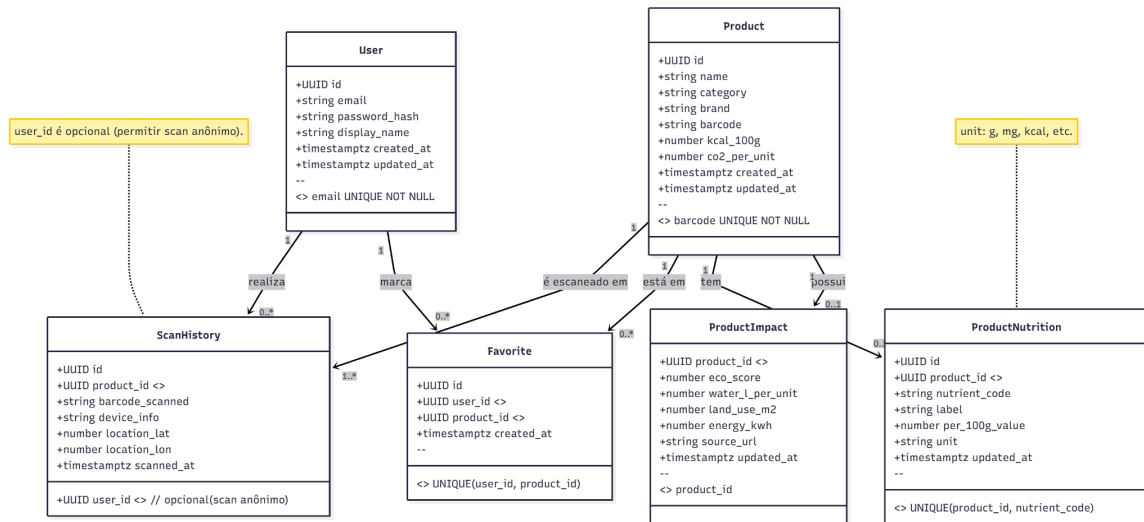 User
+UUID id
+string email
+string password_hash
+string display_name
+timestamptz created_at
+timestamptz updated_at
--
<> email UNIQUE NOT NULL
Product
+UUID id
+string name
+string category
+string brand
+string barcode
+number kcal_100g
+number co2_per_unit
+timestamptz created_at
+timestamptz updated_at
--
<> barcode UNIQUE NOT NULL
user_id é opcional (permitir scan anônimo).
unit: g, mg, kcal, etc.
1
realiza
0..*
1
marca
0..*
1
é escaneado em
1..*
1
está em
0..*
1
tem
0..
1
possui
0..1
ScanHistory
+UUID id
+UUID product_id <>
+string barcode_scanned
+string device_info
+number location_lat
+number location_lon
+timestamptz scanned_at
+UUID user_id <> // opcional(scan anônimo)
Favorite
+UUID id
+UUID user_id <>
+UUID product_id <>
+timestamptz created_at
--
<> UNIQUE(user_id, product_id)
ProductImpact
+UUID product_id <>
+number eco_score
+number water_l_per_unit
+number land_use_m2
+number energy_kwh
+string source_url
+timestamptz updated_at
--
<> product_id
ProductNutrition
+UUID id
+UUID product_id <>
+string nutrient_code
+string label
+number per_100g_value
+string unit
+timestamptz updated_at
--
<> UNIQUE(product_id, nutrient_code)